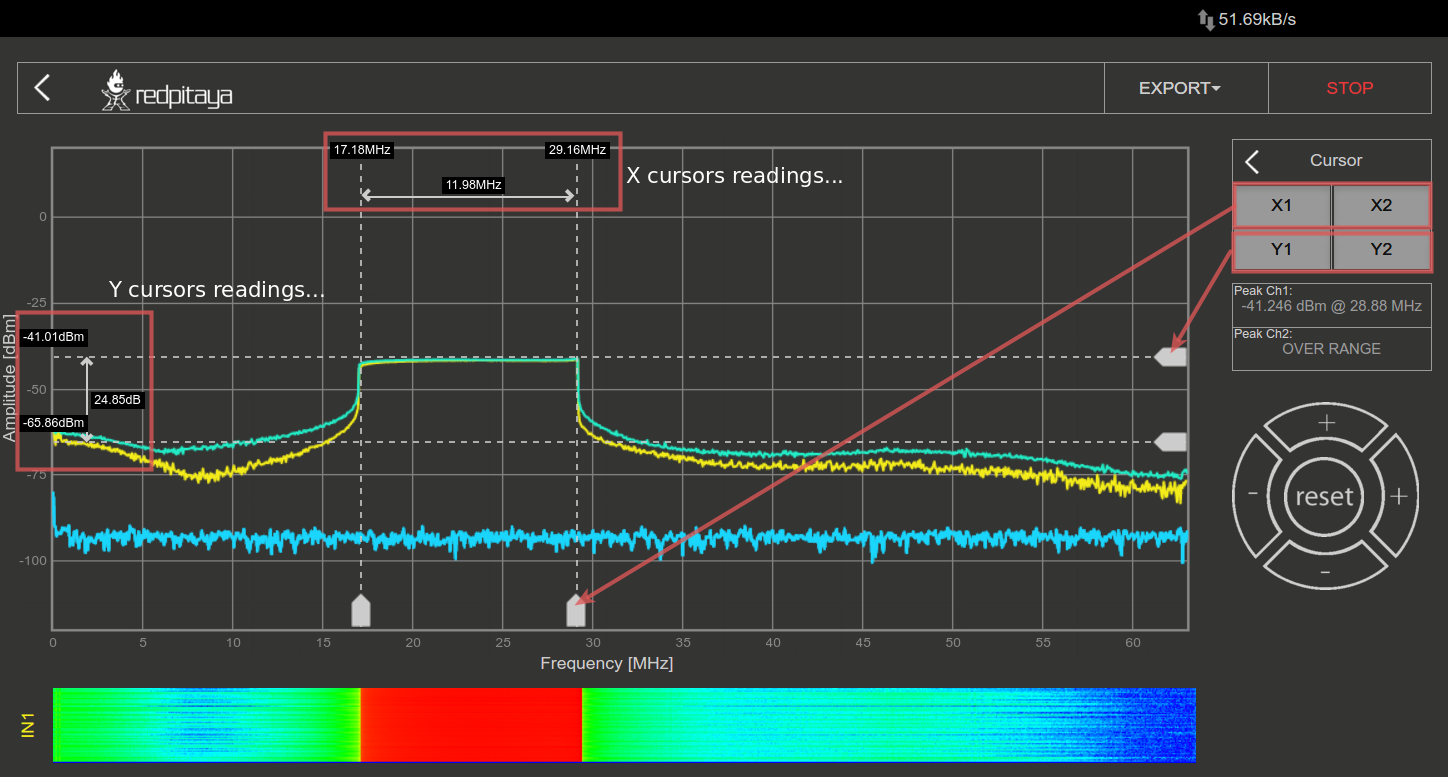 51.69kB/s
redpitaya
EXPORT
STOP
17.18MHz 29.16MHz
11.98MHz
X cursors readings...
Cursor
X1 X2
Y1 Y2
Peak Ch1:
-41.246 dBm @ 28.88 MHz
Peak Ch2:
OVER RANGE
Y cursors readings...
-41.01dBm
24.85dB
-65.86dBm
Amplitude [dBm]
0
-25
-50
-75
-100
0 5 10 15 20 25 30 35 40 45 50 55 60
Frequency [MHz]
+
- reset +
-
IN1